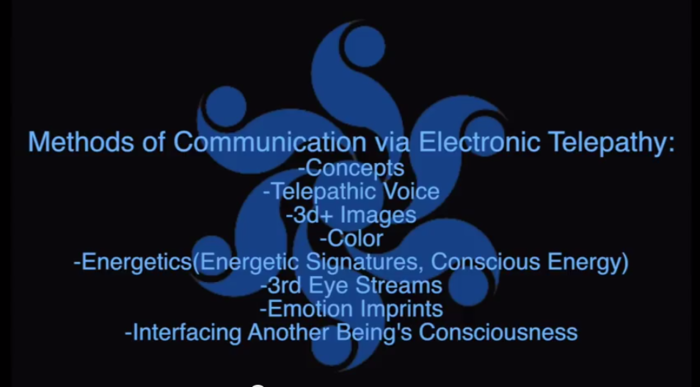 Methods of Communication via Electronic Telepathy:
-Concepts
-Telepathic Voice
-3d+ Images
-Color
-Energetics(Energetic Signatures, Conscious Energy)
-3rd Eye Streams
-Emotion Imprints
-Interfacing Another Being's Consciousness